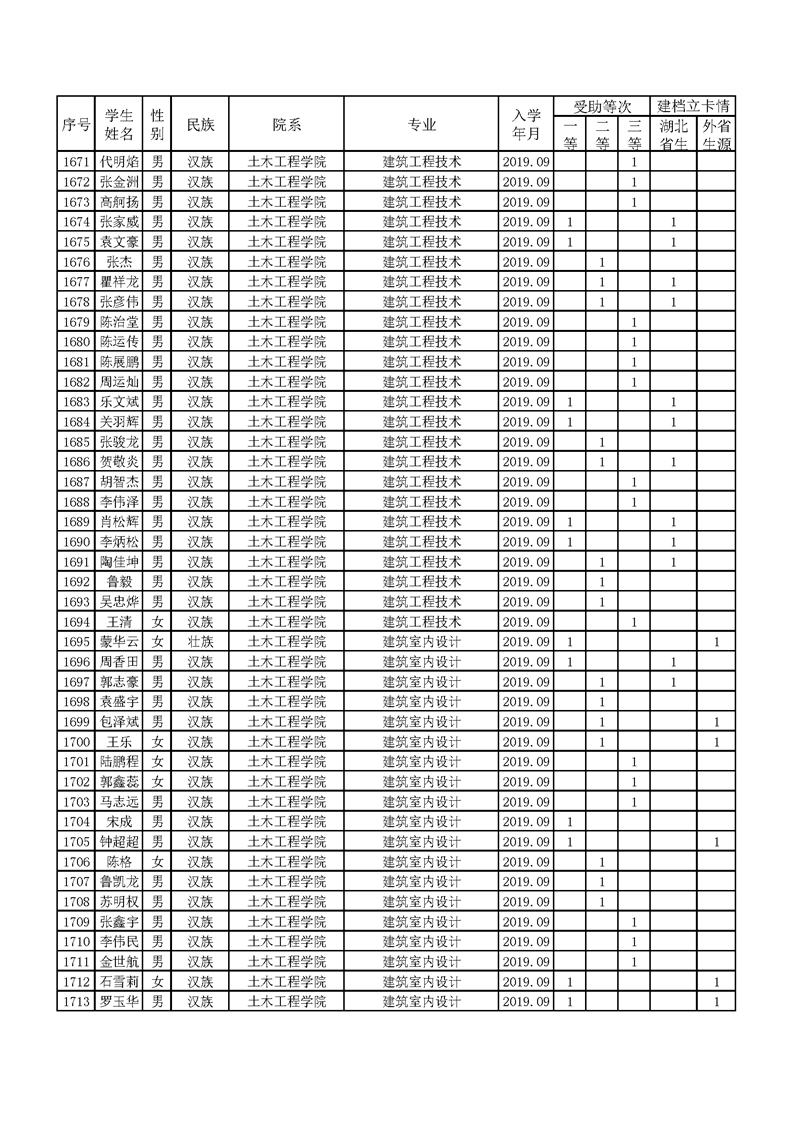 序号 学生姓名 性别 民族 院系 专业 入学年月 受助等次 建档立卡情
一等 二等 三等 湖北省生 外省生源
1671 代明焰 男 汉族 土木工程学院 建筑工程技术 2019.09 1
1672 张金洲 男 汉族 土木工程学院 建筑工程技术 2019.09 1
1673 高舸扬 男 汉族 土木工程学院 建筑工程技术 2019.09 1
1674 张家威 男 汉族 土木工程学院 建筑工程技术 2019.09 1 1
1675 袁文豪 男 汉族 土木工程学院 建筑工程技术 2019.09 1 1
1676 张杰 男 汉族 土木工程学院 建筑工程技术 2019.09 1
1677 瞿祥龙 男 汉族 土木工程学院 建筑工程技术 2019.09 1 1
1678 张彦伟 男 汉族 土木工程学院 建筑工程技术 2019.09 1 1
1679 陈治堂 男 汉族 土木工程学院 建筑工程技术 2019.09 1
1680 陈运传 男 汉族 土木工程学院 建筑工程技术 2019.09 1
1681 陈展鹏 男 汉族 土木工程学院 建筑工程技术 2019.09 1
1682 周运灿 男 汉族 土木工程学院 建筑工程技术 2019.09 1
1683 乐文斌 男 汉族 土木工程学院 建筑工程技术 2019.09 1 1
1684 关羽辉 男 汉族 土木工程学院 建筑工程技术 2019.09 1 1
1685 张骏龙 男 汉族 土木工程学院 建筑工程技术 2019.09 1
1686 贺敬炎 男 汉族 土木工程学院 建筑工程技术 2019.09 1 1
1687 胡智杰 男 汉族 土木工程学院 建筑工程技术 2019.09 1
1688 李伟泽 男 汉族 土木工程学院 建筑工程技术 2019.09 1
1689 肖松辉 男 汉族 土木工程学院 建筑工程技术 2019.09 1 1
1690 李炳松 男 汉族 土木工程学院 建筑工程技术 2019.09 1 1
1691 陶佳坤 男 汉族 土木工程学院 建筑工程技术 2019.09 1 1
1692 鲁毅 男 汉族 土木工程学院 建筑工程技术 2019.09 1
1693 吴忠烨 男 汉族 土木工程学院 建筑工程技术 2019.09 1
1694 王清 女 汉族 土木工程学院 建筑工程技术 2019.09 1
1695 蒙华云 女 壮族 土木工程学院 建筑室内设计 2019.09 1 1
1696 周香田 男 汉族 土木工程学院 建筑室内设计 2019.09 1 1
1697 郭志豪 男 汉族 土木工程学院 建筑室内设计 2019.09 1 1
1698 袁盛宇 男 汉族 土木工程学院 建筑室内设计 2019.09 1
1699 包泽斌 男 汉族 土木工程学院 建筑室内设计 2019.09 1 1
1700 王乐 女 汉族 土木工程学院 建筑室内设计 2019.09 1 1
1701 陆鹏程 女 汉族 土木工程学院 建筑室内设计 2019.09 1
1702 郭鑫蕊 女 汉族 土木工程学院 建筑室内设计 2019.09 1
1703 马志远 男 汉族 土木工程学院 建筑室内设计 2019.09 1
1704 宋成 男 汉族 土木工程学院 建筑室内设计 2019.09 1
1705 钟超超 男 汉族 土木工程学院 建筑室内设计 2019.09 1 1
1706 陈格 女 汉族 土木工程学院 建筑室内设计 2019.09 1
1707 鲁凯龙 男 汉族 土木工程学院 建筑室内设计 2019.09 1
1708 苏明权 男 汉族 土木工程学院 建筑室内设计 2019.09 1
1709 张鑫宇 男 汉族 土木工程学院 建筑室内设计 2019.09 1
1710 李伟民 男 汉族 土木工程学院 建筑室内设计 2019.09 1
1711 金世航 男 汉族 土木工程学院 建筑室内设计 2019.09 1
1712 石雪莉 女 汉族 土木工程学院 建筑室内设计 2019.09 1 1
1713 罗玉华 男 汉族 土木工程学院 建筑室内设计 2019.09 1 1